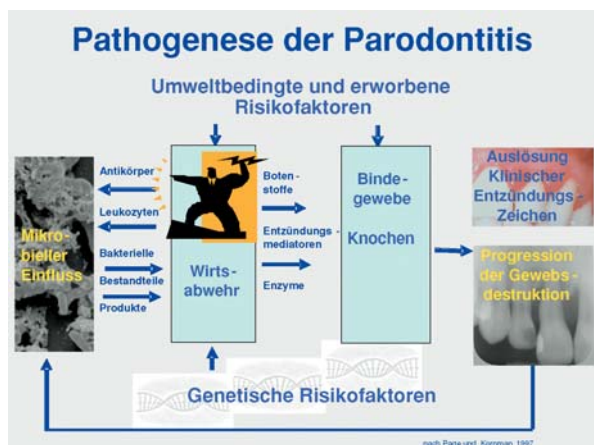 Pathogenese der Parodontitis
Umweltbedingte und erworbene
Risikofaktoren
Mikro-
bieller
Einfluss
Antikörper
Leukozyten
Bakterielle
Bestandteile
Produkte
Wirts-
abwehr
Boten-
stoffe
Entzündungs-
mediatoren
Enzyme
Binde-
gewebe
Knochen
Auslösung
Klinischer
Entzündungs-
Zeichen
Progression
der Gewebs-
destruktion
Genetische Risikofaktoren
nach Page und Kornman, 1997